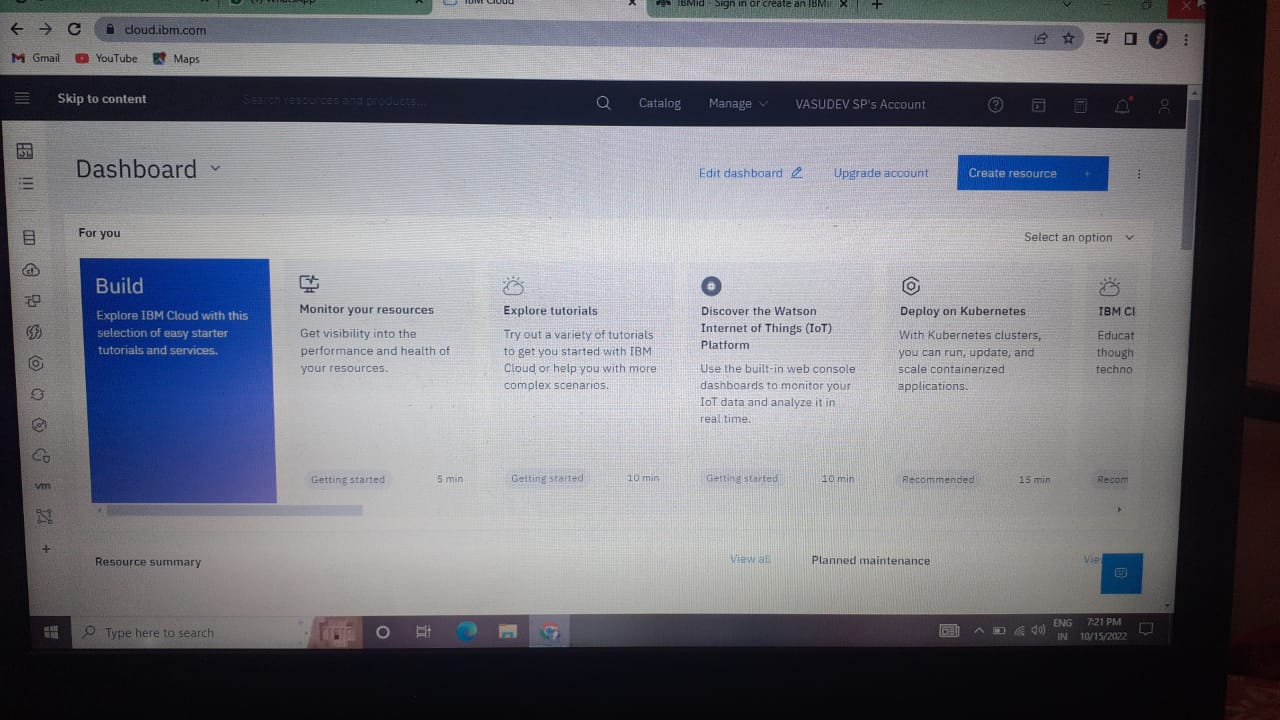 (1) WhatsApp
IBM Cloud
IBMid - Sign in or create an IBMi
cloud.ibm.com
Gmail
YouTube
Maps
Skip to content
Search resources and products...
Catalog
Manage
VASUDEV SP's Account
Dashboard
Edit dashboard
Upgrade account
Create resource +
For you
Select an option
Build
Explore IBM Cloud with this
selection of easy starter
tutorials and services.
Monitor your resources
Get visibility into the
performance and health of
your resources.
Getting started
5 min
Explore tutorials
Try out a variety of tutorials
to get you started with IBM
Cloud or help you with more
complex scenarios.
Getting started
10 min
Discover the Watson
Internet of Things (IoT)
Platform
Use the built-in web console
dashboards to monitor your
IoT data and analyze it in
real time.
Getting started
10 min
Deploy on Kubernetes
With Kubernetes clusters,
you can run, update, and
scale containerized
applications.
Recommended
15 min
IBM Cl
Educat
though
techno
Recom
vm
Resource summary
View all
Planned maintenance
Vie
Type here to search
ENG
IN
7:21 PM
10/15/2022